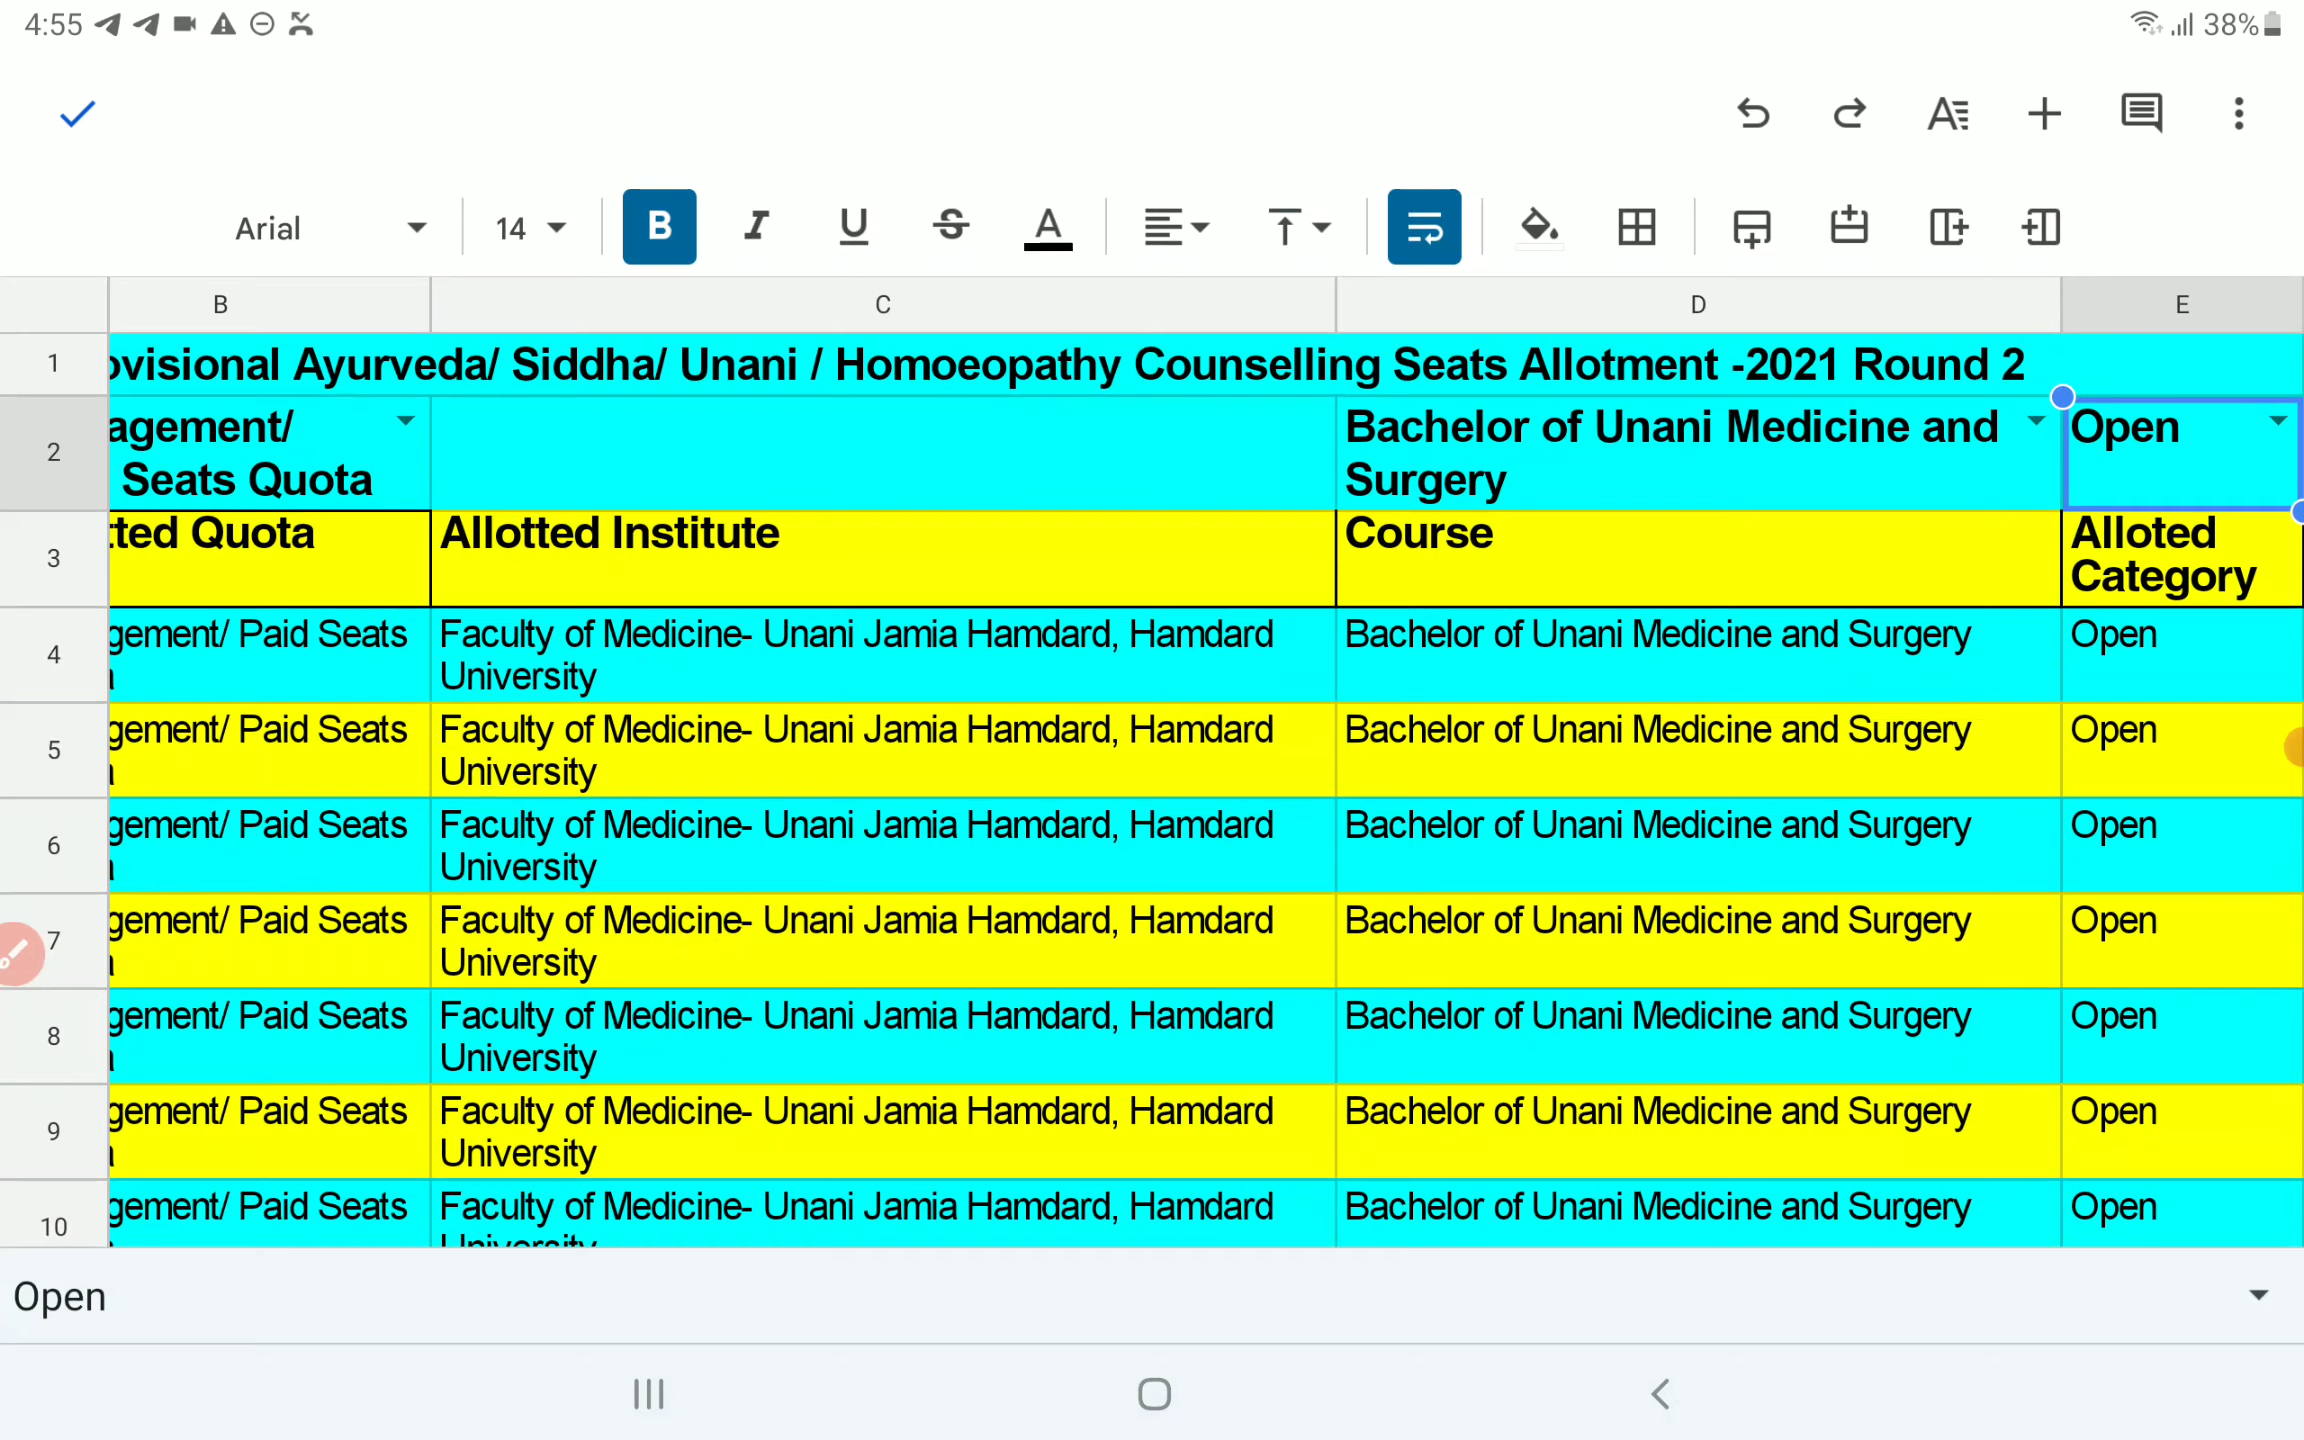 4:55
38%
Arial
14
B
I
U
S
A
B C D E
1 ovisional Ayurveda/ Siddha/ Unani / Homoeopathy Counselling Seats Allotment -2021 Round 2
2 agement/ Bachelor of Unani Medicine and Open
Seats Quota Surgery
3 tted Quota Allotted Institute Course Alloted
Category
4 gement/ Paid Seats Faculty of Medicine- Unani Jamia Hamdard, Hamdard Bachelor of Unani Medicine and Surgery Open
University
5 gement/ Paid Seats Faculty of Medicine- Unani Jamia Hamdard, Hamdard Bachelor of Unani Medicine and Surgery Open
University
6 gement/ Paid Seats Faculty of Medicine- Unani Jamia Hamdard, Hamdard Bachelor of Unani Medicine and Surgery Open
University
7 gement/ Paid Seats Faculty of Medicine- Unani Jamia Hamdard, Hamdard Bachelor of Unani Medicine and Surgery Open
University
8 gement/ Paid Seats Faculty of Medicine- Unani Jamia Hamdard, Hamdard Bachelor of Unani Medicine and Surgery Open
University
9 gement/ Paid Seats Faculty of Medicine- Unani Jamia Hamdard, Hamdard Bachelor of Unani Medicine and Surgery Open
University
10 gement/ Paid Seats Faculty of Medicine- Unani Jamia Hamdard, Hamdard Bachelor of Unani Medicine and Surgery Open
University
Open